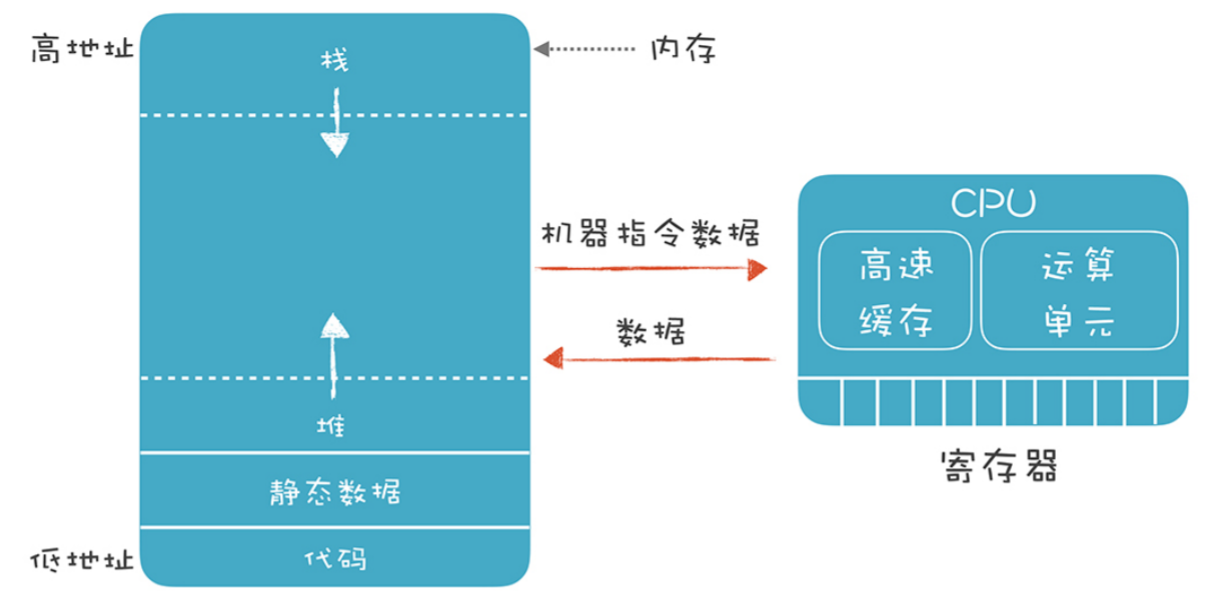 高地址
栈
内存
机器指令数据
数据
CPU
高速
缓存
运算
单元
寄存器
堆
静态数据
低地址
代码